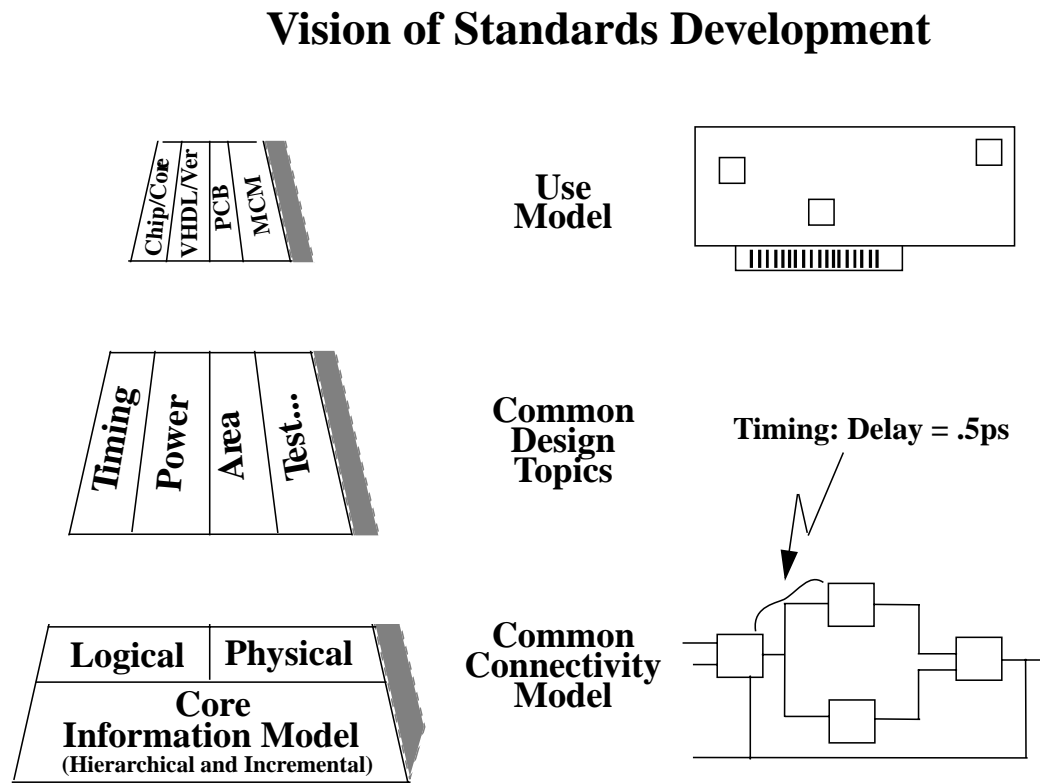 Vision of Standards Development
Chip/Core
VHDL/Ver
PCB
MCM
Use
Model
Timing
Power
Area
Test...
Common
Design
Topics
Timing: Delay = .5ps
Logical
Physical
Core
Information Model
(Hierarchical and Incremental)
Common
Connectivity
Model